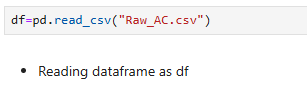 df=pd.read_csv("Raw_AC.csv")
• Reading dataframe as df